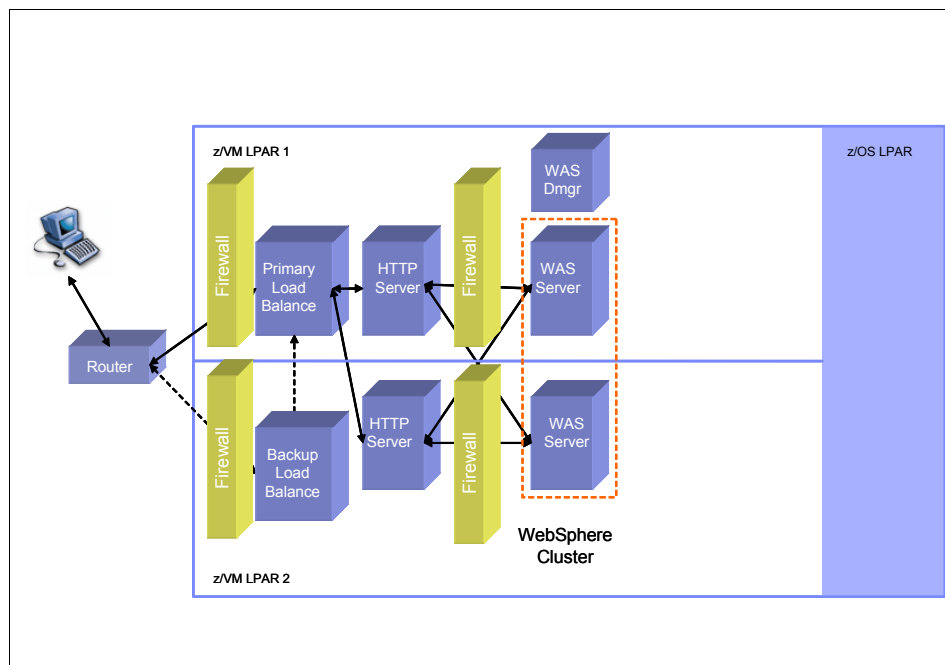 z/VM LPAR 1
z/OS LPAR
WAS
Dmgr
Firewall
Primary
Load
Balance
HTTP
Server
Firewall
WAS
Server
Router
Firewall
Backup
Load
Balance
HTTP
Server
Firewall
WAS
Server
WebSphere
Cluster
z/VM LPAR 2